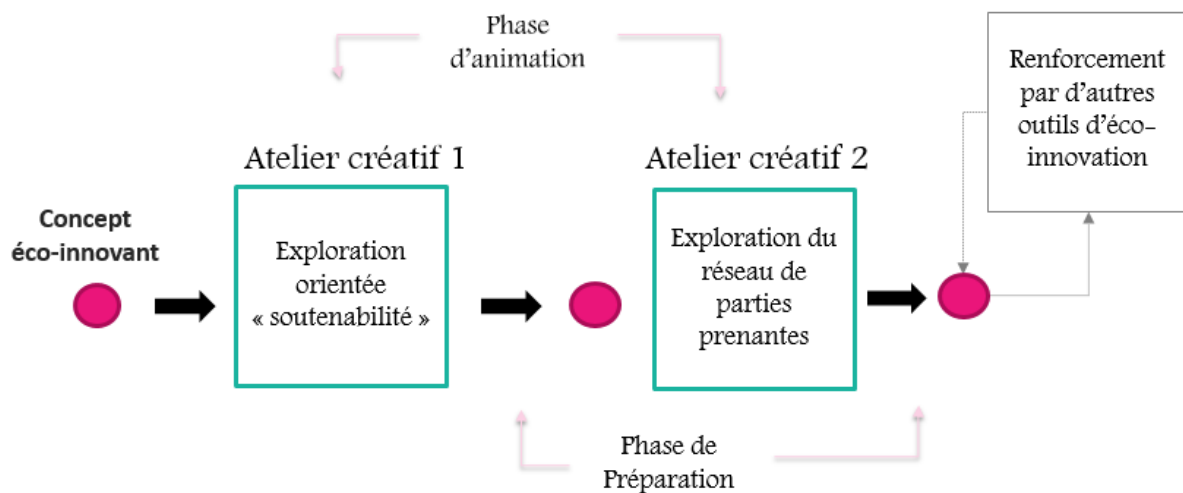 Phase
d’animation
Renforcement
par d’autres
outils d’éco-
innovation
Atelier créatif 1
Atelier créatif 2
Concept
éco-innovant
Exploration
orientée
« soutenabilité »
Exploration du
réseau de
parties
prenantes
Phase de
Préparation